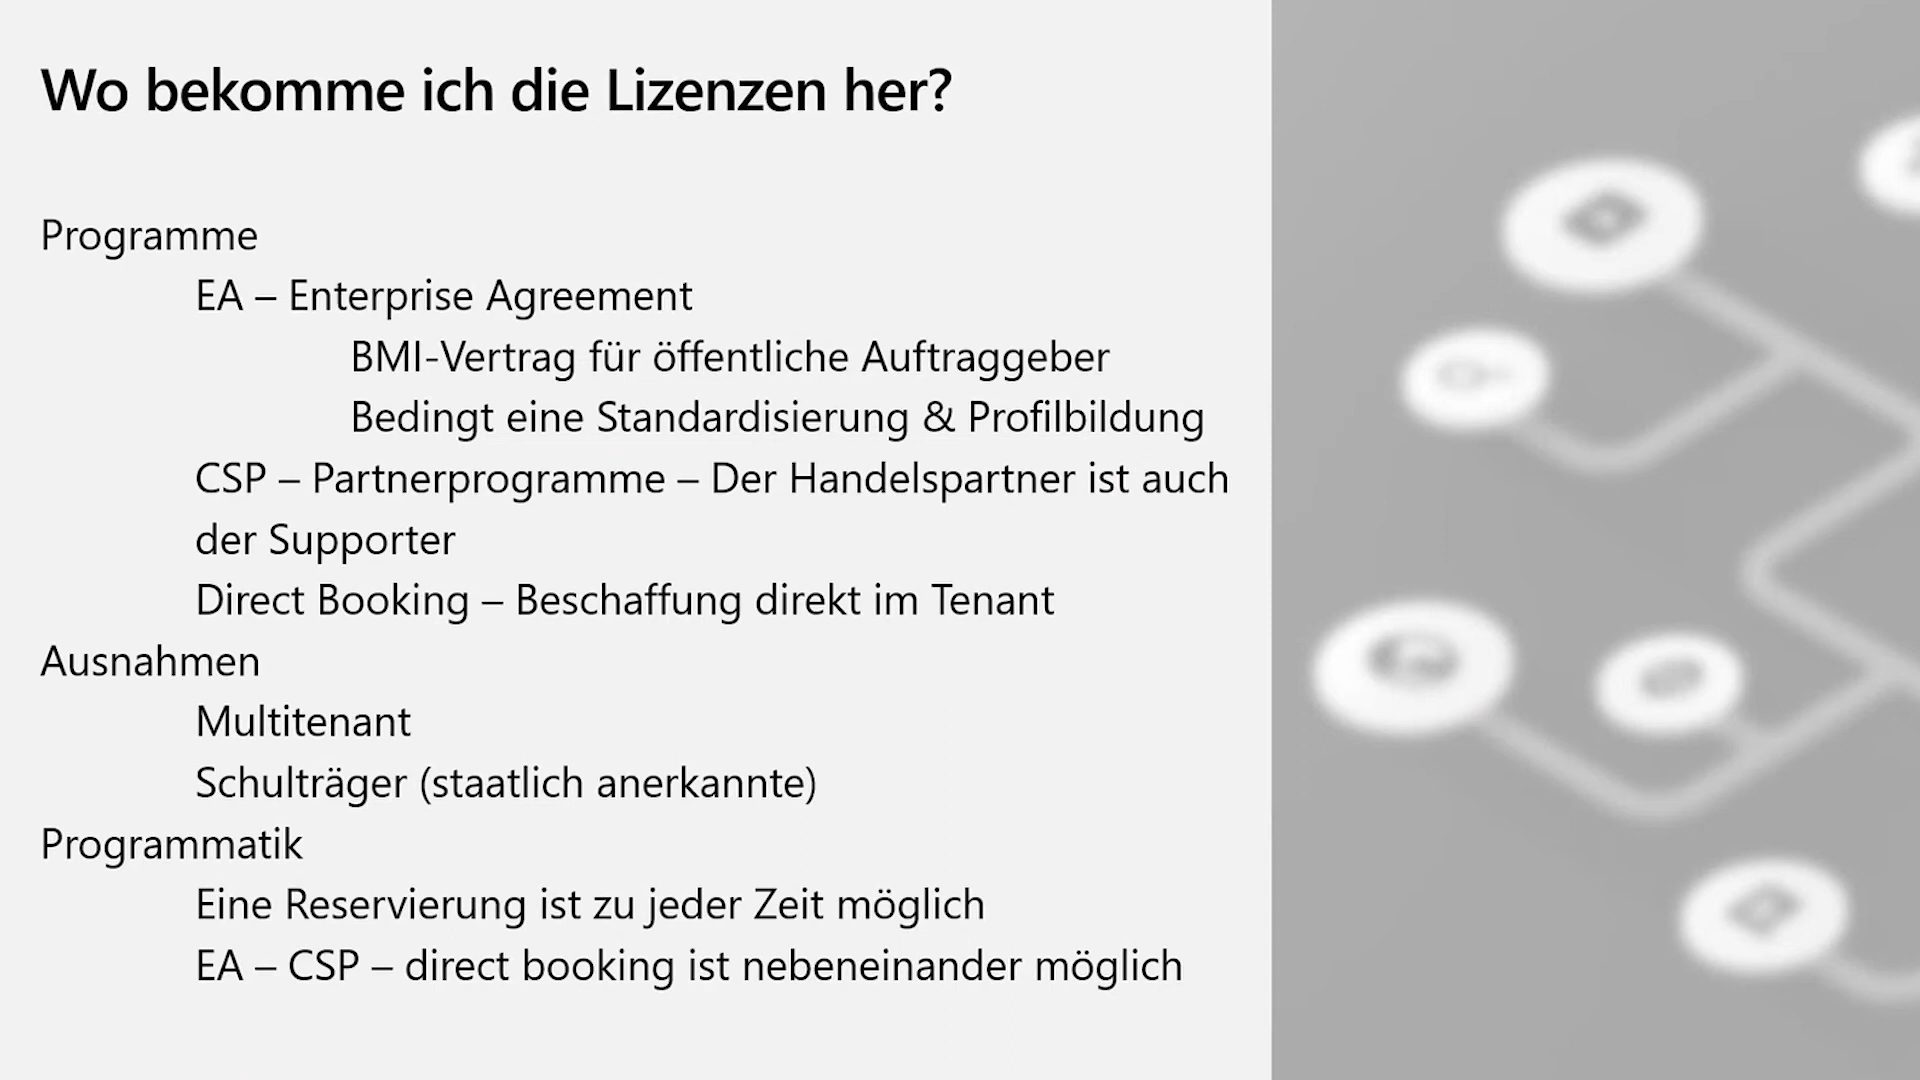 Wo bekomme ich die Lizenzen her?
Programme
EA – Enterprise Agreement
BMI-Vertrag für öffentliche Auftraggeber
Bedingt eine Standardisierung & Profilbildung
CSP – Partnerprogramme – Der Handelspartner ist auch
der Supporter
Direct Booking – Beschaffung direkt im Tenant
Ausnahmen
Multitenant
Schulträger (staatlich anerkannte)
Programmatik
Eine Reservierung ist zu jeder Zeit möglich
EA – CSP – direct booking ist nebeneinander möglich